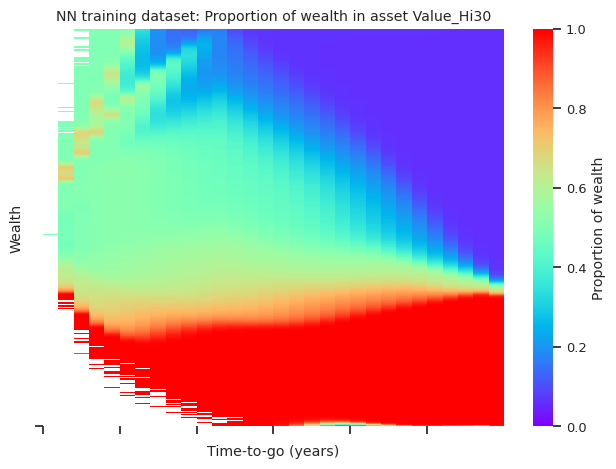 NN training dataset: Proportion of wealth in asset Value_Hi30
Wealth
Time-to-go (years)
1.0
0.8
0.6
0.4
0.2
0.0
Proportion of wealth